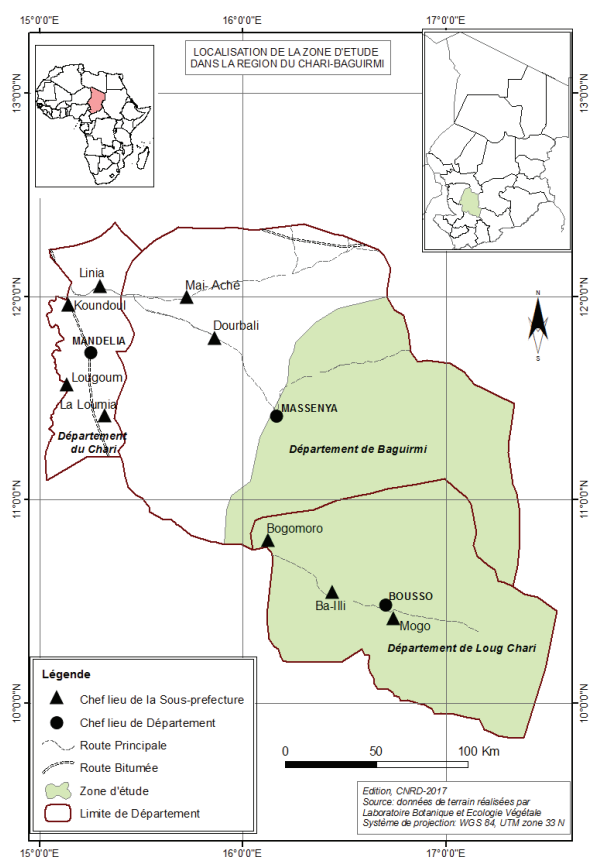 15°0'0"E
16°0'0"E
17°0'0"E
LOCALISATION DE LA ZONE D'ETUDE
DANS LA REGION DU CHARI-BAGUIRMI
13°0'0"N
13°0'0"N
12°0'0"N
12°0'0"N
Linia
Mai- Aché
Koundoul
Dourbali
N
S
MANDELIA
Lougoum
La Loumia
MASSENYA
Département
du Chari
Département de Baguirmi
11°0'0"N
11°0'0"N
Bogomoro
Ba-Illi
BOUSSO
Mogo
Département de Loug Chari
10°0'0"N
10°0'0"N
Légende
Chef lieu de la Sous-prefecture
Chef lieu de Département
Route Principale
Route Bitumée
Zone d'étude
Limite de Département
0
50
100 Km
Edition, CNRD-2017
Source: données de terrain réalisées par
Laboratoire Botanique et Ecologie Végétale
Système de projection: WGS 84, UTM zone 33 N
15°0'0"E
16°0'0"E
17°0'0"E